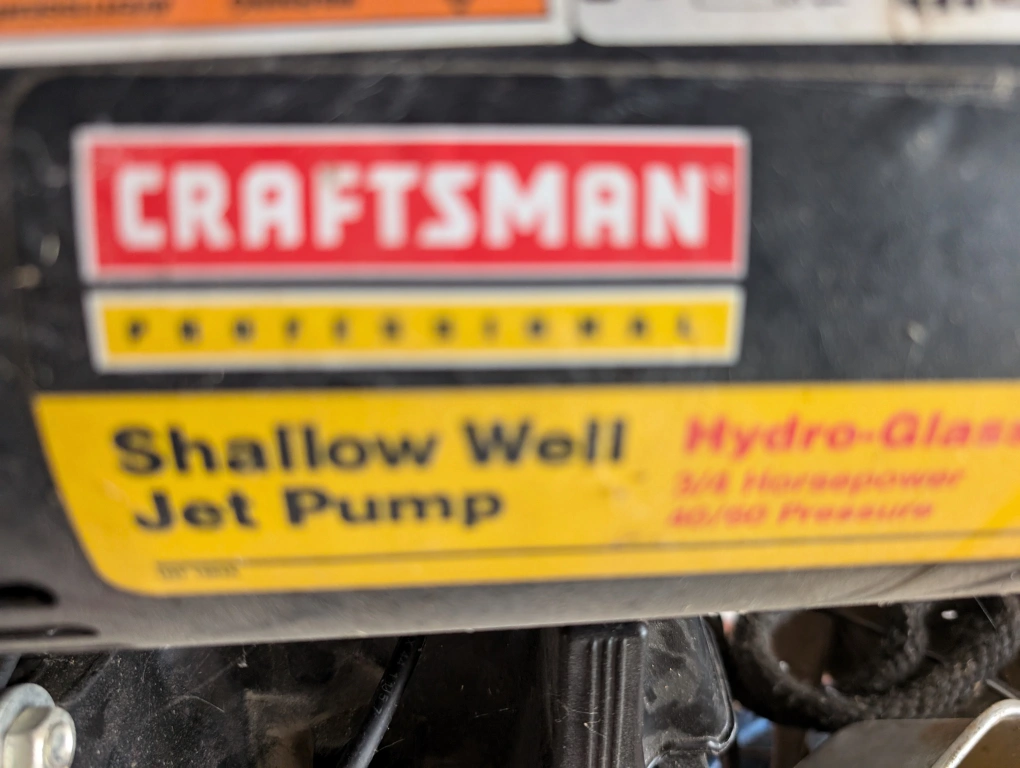 CRAFTSMAN
PROFESSIONAL
Shallow Well
Jet Pump
Hydro-Glass
3/4 Horsepower
40/60 Pressure